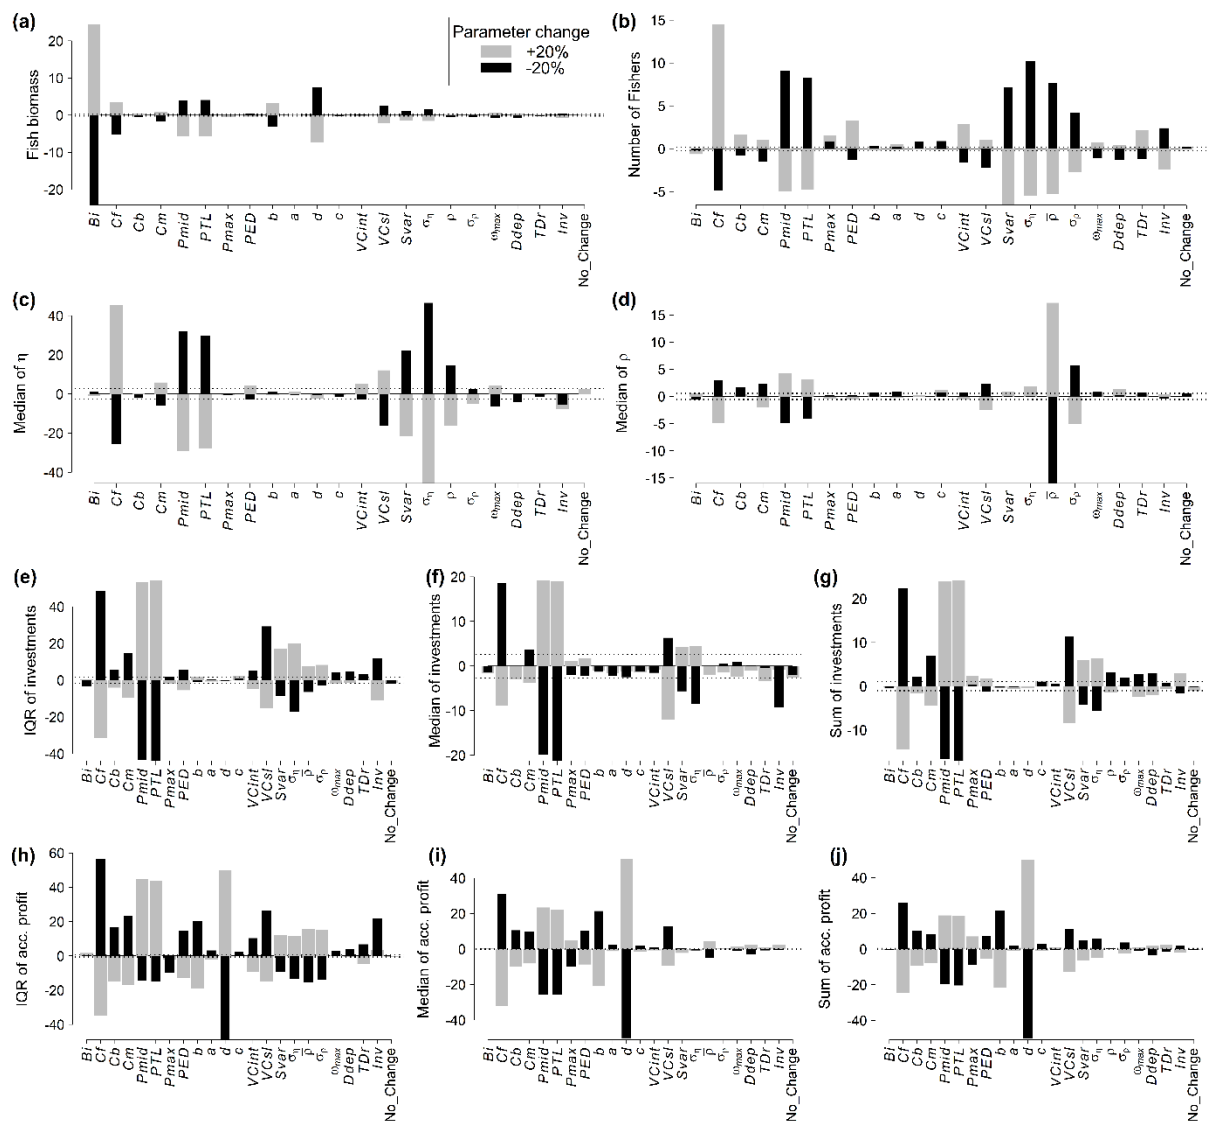 (a)
Fish biomass
20
10
0
-10
-20
Parameter change
+20%
-20%
Bi Cf Cb Cm Pmid PTL Pmax PED b a d c VCint VCsl Svar ση ρ σρ ωmax Ddep TDr Inv No_Change
(b)
Number of Fishers
15
10
5
0
-5
Bi Cf Cb Cm Pmid PTL Pmax PED b a d c VCint VCsl Svar ση ρ̅ σρ ωmax Ddep TDr Inv No_Change
(c)
Median of η
40
20
0
-20
-40
Bi Cf Cb Cm Pmid PTL Pmax PED b a d c VCint VCsl Svar ση ρ σρ ωmax Ddep TDr Inv No_Change
(d)
Median of ρ
15
10
5
0
-5
-10
-15
Bi Cf Cb Cm Pmid PTL Pmax PED b a d c VCint VCsl Svar ση ρ̅ σρ ωmax Ddep TDr Inv No_Change
(e)
IQR of investments
40
20
0
-20
-40
Bi Cf Cb Cm Pmid PTL Pmax PED b a d c VCint VCsl Svar ση ρ̅ σρ ωmax Ddep TDr Inv No_Change
(f)
Median of investments
20
10
0
-10
-20
Bi Cf Cb Cm Pmid PTL Pmax PED b a d c VCint VCsl Svar ση ρ̅ σρ ωmax Ddep TDr Inv No_Change
(g)
Sum of investments
20
10
0
-10
Bi Cf Cb Cm Pmid PTL Pmax PED b a d c VCint VCsl Svar ση ρ σρ ωmax Ddep TDr Inv No_Change
(h)
IQR of acc. profit
60
40
20
0
-20
-40
Bi Cf Cb Cm Pmid PTL Pmax PED b a d c VCint VCsl Svar ση ρ̅ σρ ωmax Ddep TDr Inv No_Change
(i)
Median of acc. profit
40
20
0
-20
-40
Bi Cf Cb Cm Pmid PTL Pmax PED b a d c VCint VCsl Svar ση ρ̅ σρ ωmax Ddep TDr Inv No_Change
(j)
Sum of acc. profit
40
20
0
-20
-40
Bi Cf Cb Cm Pmid PTL Pmax PED b a d c VCint VCsl Svar ση ρ σρ ωmax Ddep TDr Inv No_Change